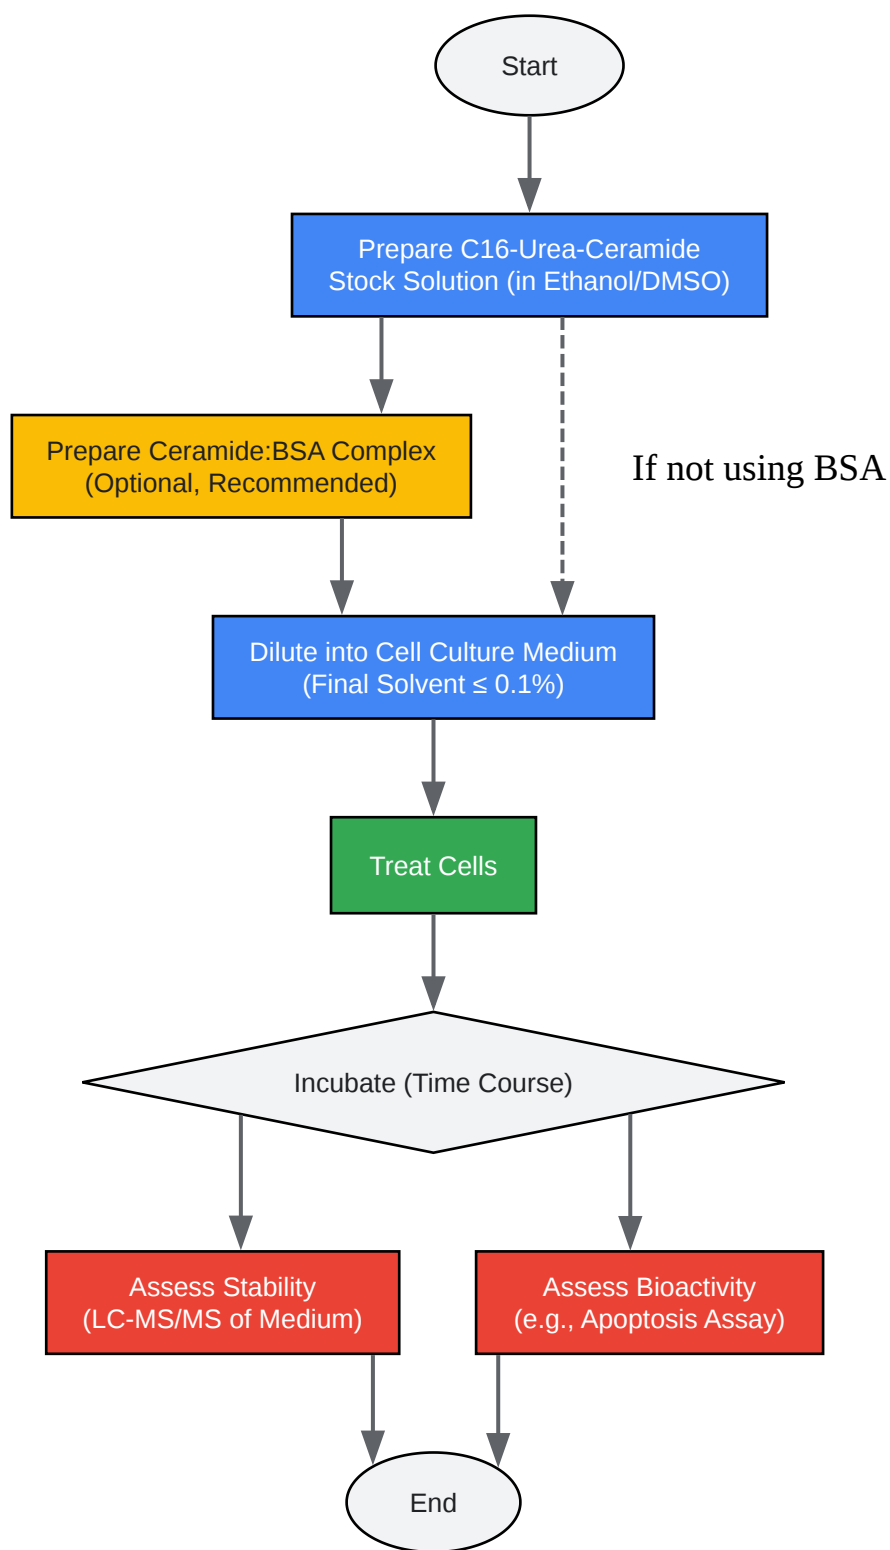 Start
Prepare C16-Urea-Ceramide
Stock Solution (in Ethanol/DMSO)
Prepare Ceramide:BSA Complex
(Optional, Recommended)
If not using BSA
Dilute into Cell Culture Medium
(Final Solvent ≤ 0.1%)
Treat Cells
Incubate (Time Course)
Assess Stability
(LC-MS/MS of Medium)
Assess Bioactivity
(e.g., Apoptosis Assay)
End